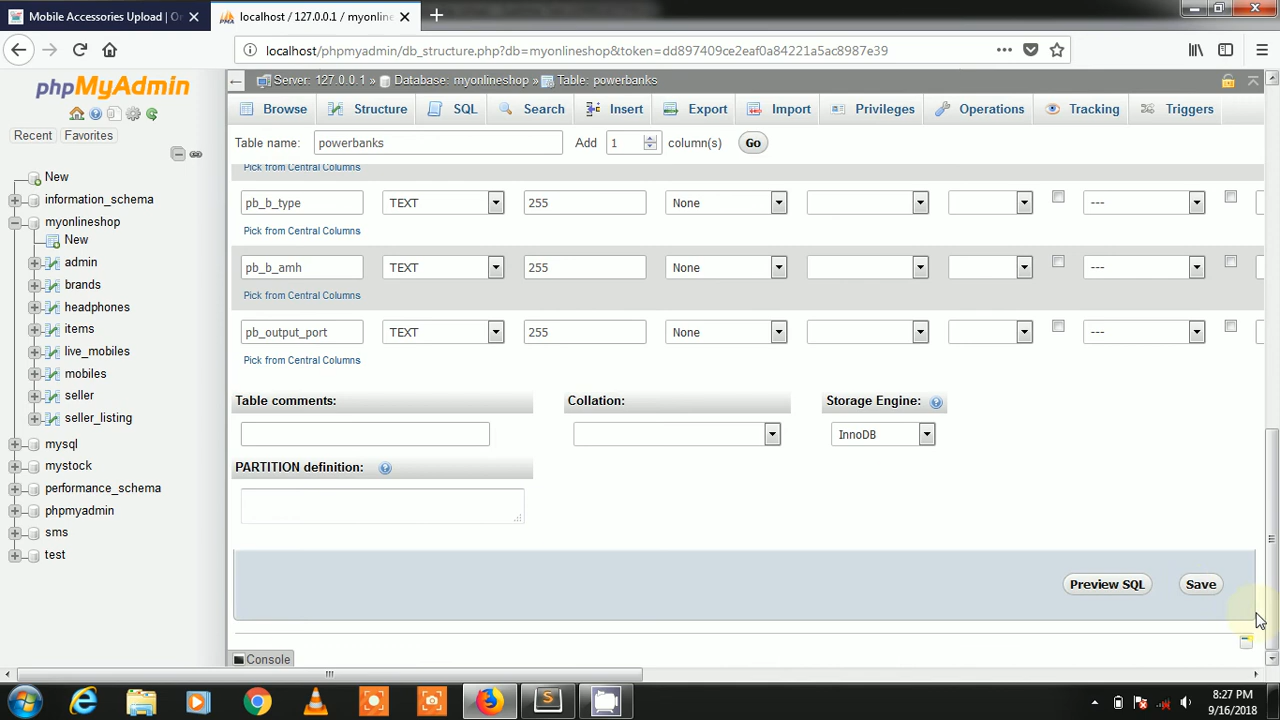 Mobile Accessories Upload | On
localhost / 127.0.0.1 / myonline
localhost/phpmyadmin/db_structure.php?db=myonlineshop&token=dd897409ce2eaf0a84221a5ac8987e39
phpMyAdmin
Recent Favorites
New
information_schema
myonlineshop
New
admin
brands
headphones
items
live_mobiles
mobiles
seller
seller_listing
mysql
mystock
performance_schema
phpmyadmin
sms
test
Server: 127.0.0.1 » Database: myonlineshop » Table: powerbanks
Browse Structure SQL Search Insert Export Import Privileges Operations Tracking Triggers
Table name: powerbanks Add 1 column(s) Go
Pick from Central Columns
pb_b_type TEXT 255 None ---
Pick from Central Columns
pb_b_amh TEXT 255 None ---
Pick from Central Columns
pb_output_port TEXT 255 None ---
Pick from Central Columns
Table comments: Collation: Storage Engine:
InnoDB
PARTITION definition:
Preview SQL Save
Console
8:27 PM
9/16/2018